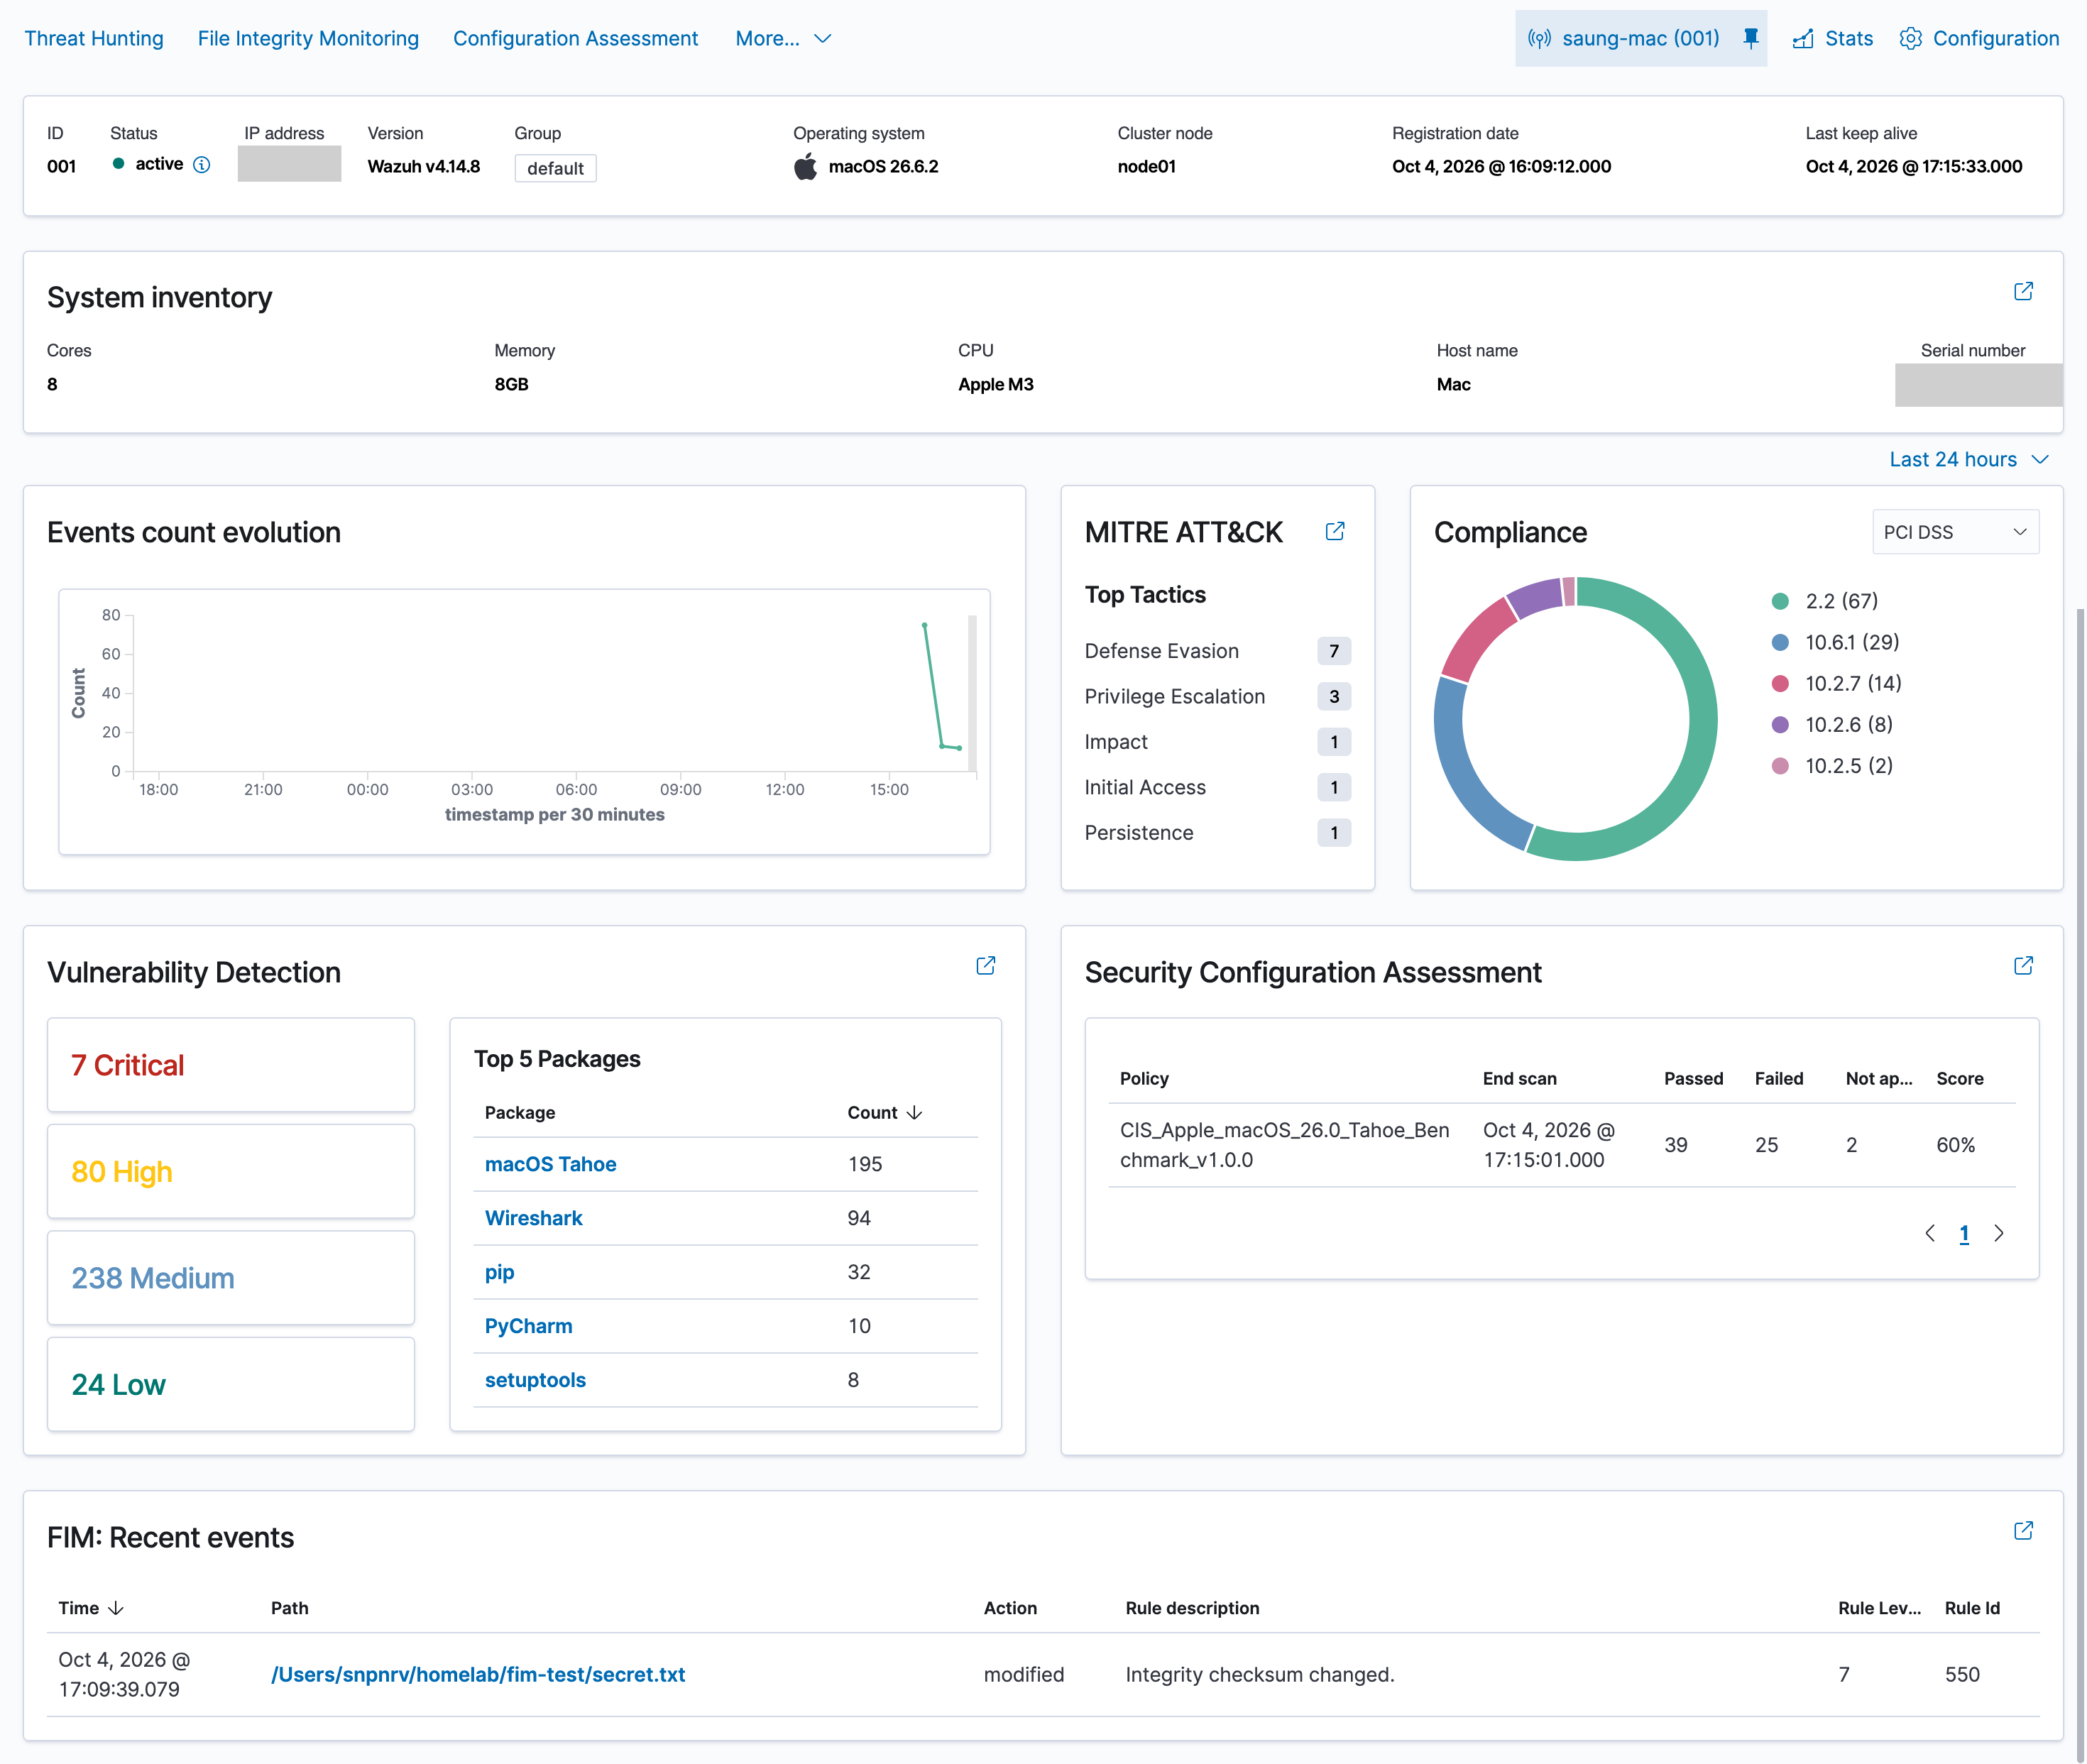 Threat Hunting File Integrity Monitoring Configuration Assessment More... saung-mac (001) Stats Configuration
ID Status IP address Version Group Operating system Cluster node Registration date Last keep alive
001 active Wazuh v4.14.8 default macOS 26.6.2 node01 Oct 4, 2026 @ 16:09:12.000 Oct 4, 2026 @ 17:15:33.000
System inventory
Cores Memory CPU Host name Serial number
8 8GB Apple M3 Mac
Last 24 hours
Events count evolution
80
60
40
20
0
Count
18:00 21:00 00:00 03:00 06:00 09:00 12:00 15:00
timestamp per 30 minutes
MITRE ATT&CK
Top Tactics
Defense Evasion 7
Privilege Escalation 3
Impact 1
Initial Access 1
Persistence 1
Compliance PCI DSS
2.2 (67)
10.6.1 (29)
10.2.7 (14)
10.2.6 (8)
10.2.5 (2)
Vulnerability Detection
7 Critical
80 High
238 Medium
24 Low
Top 5 Packages
Package Count
macOS Tahoe 195
Wireshark 94
pip 32
PyCharm 10
setuptools 8
Security Configuration Assessment
Policy End scan Passed Failed Not ap... Score
CIS_Apple_macOS_26.0_Tahoe_Ben Oct 4, 2026 @ 39 25 2 60%
chmark_v1.0.0 17:15:01.000
1
FIM: Recent events
Time Path Action Rule description Rule Lev... Rule Id
Oct 4, 2026 @ /Users/snpnrv/homelab/fim-test/secret.txt modified Integrity checksum changed. 7 550
17:09:39.079